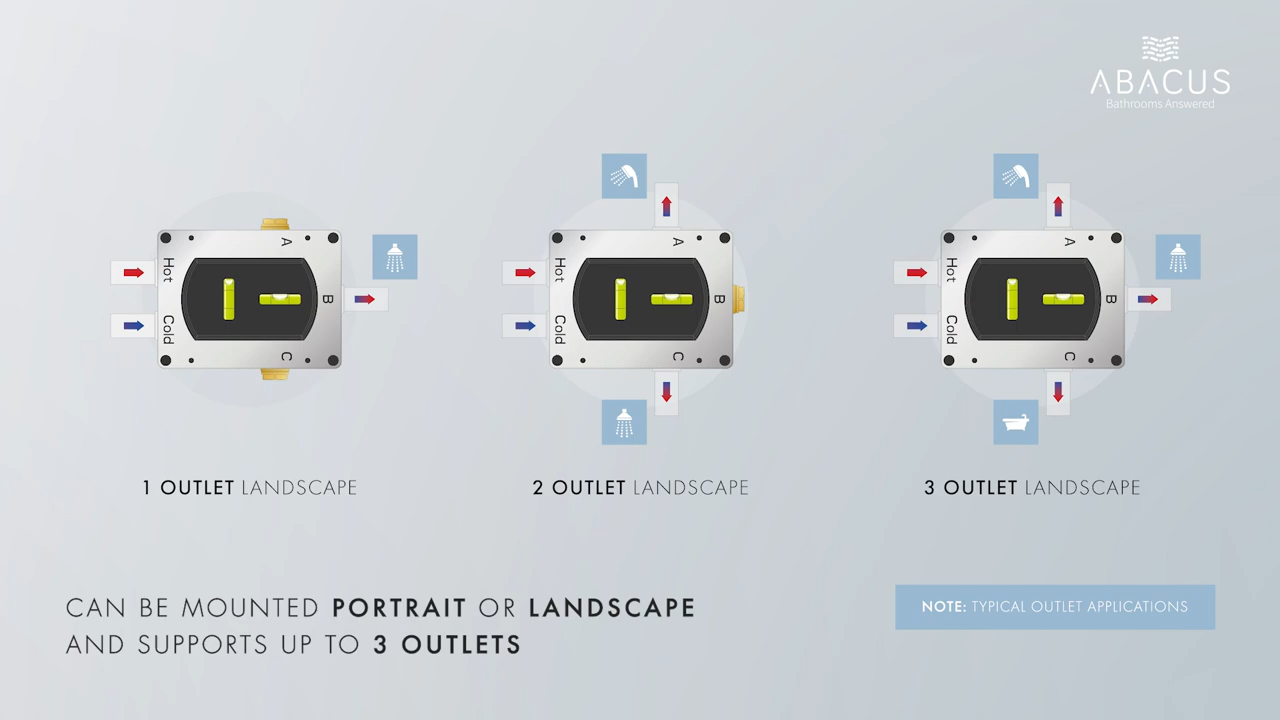 ABACUS
Bathrooms Answered
A
Hot
B
Cold
C
A
Hot
B
Cold
C
A
Hot
B
Cold
C
1 OUTLET LANDSCAPE
2 OUTLET LANDSCAPE
3 OUTLET LANDSCAPE
CAN BE MOUNTED PORTRAIT OR LANDSCAPE
AND SUPPORTS UP TO 3 OUTLETS
NOTE: TYPICAL OUTLET APPLICATIONS